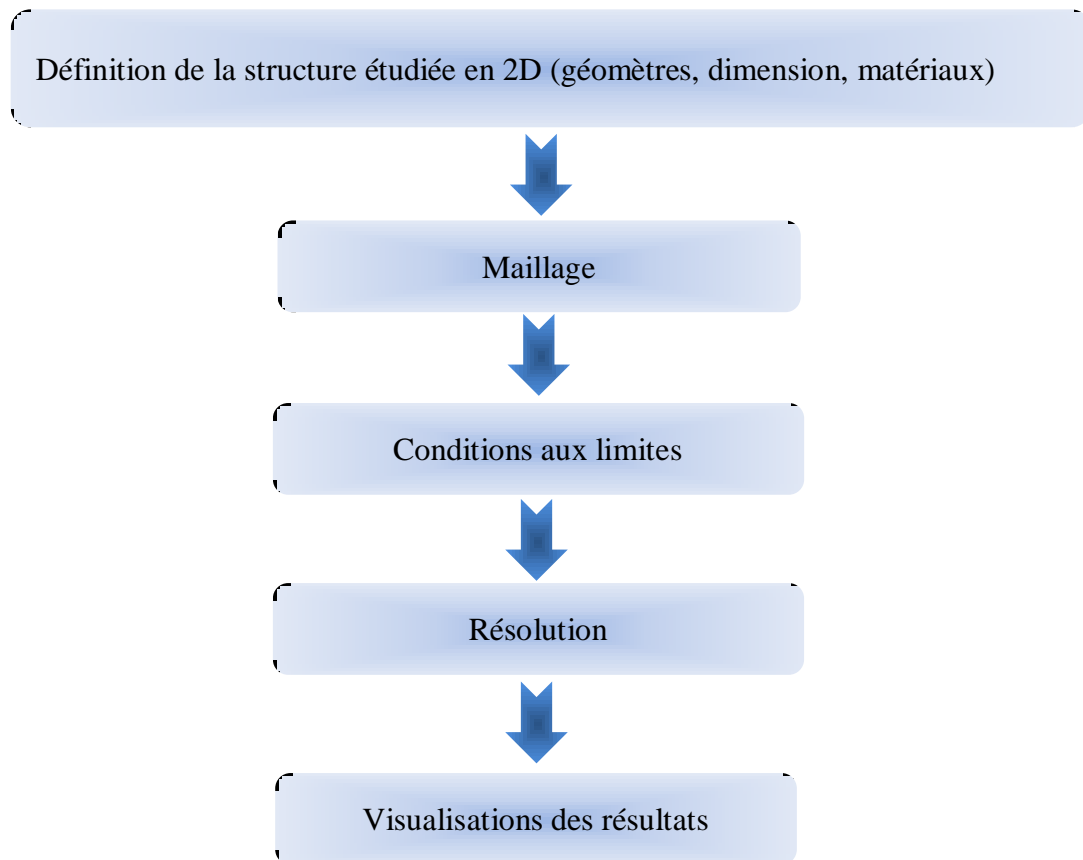 Définition de la structure étudiée en 2D (géomètres, dimension, matériaux)
Maillage
Conditions aux limites
Résolution
Visualisations des résultats